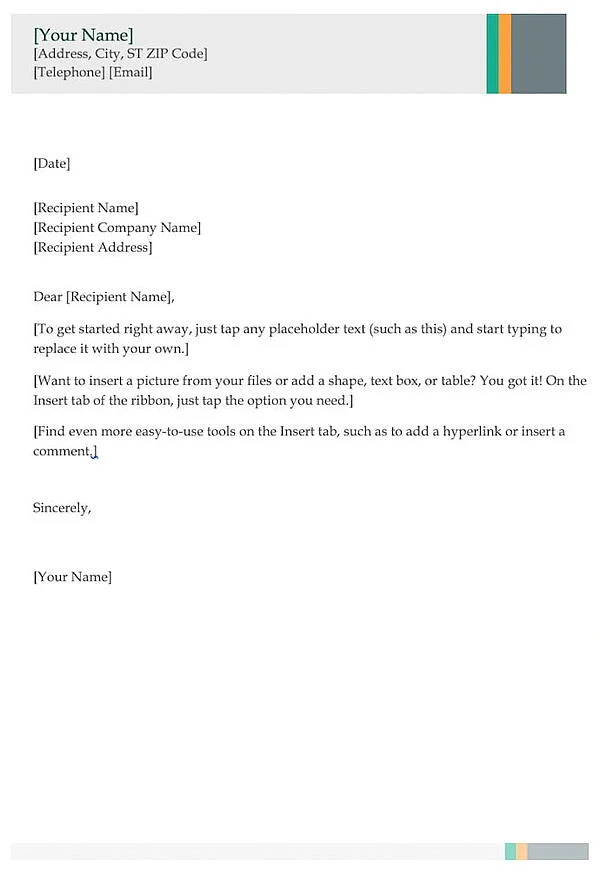 [Your Name]
[Address, City, ST ZIP Code]
[Telephone] [Email]
[Date]
[Recipient Name]
[Recipient Company Name]
[Recipient Address]
Dear [Recipient Name],
[To get started right away, just tap any placeholder text (such as this) and start typing to
replace it with your own.]
[Want to insert a picture from your files or add a shape, text box, or table? You got it! On the
Insert tab of the ribbon, just tap the option you need.]
[Find even more easy-to-use tools on the Insert tab, such as to add a hyperlink or insert a
comment.]
Sincerely,
[Your Name]